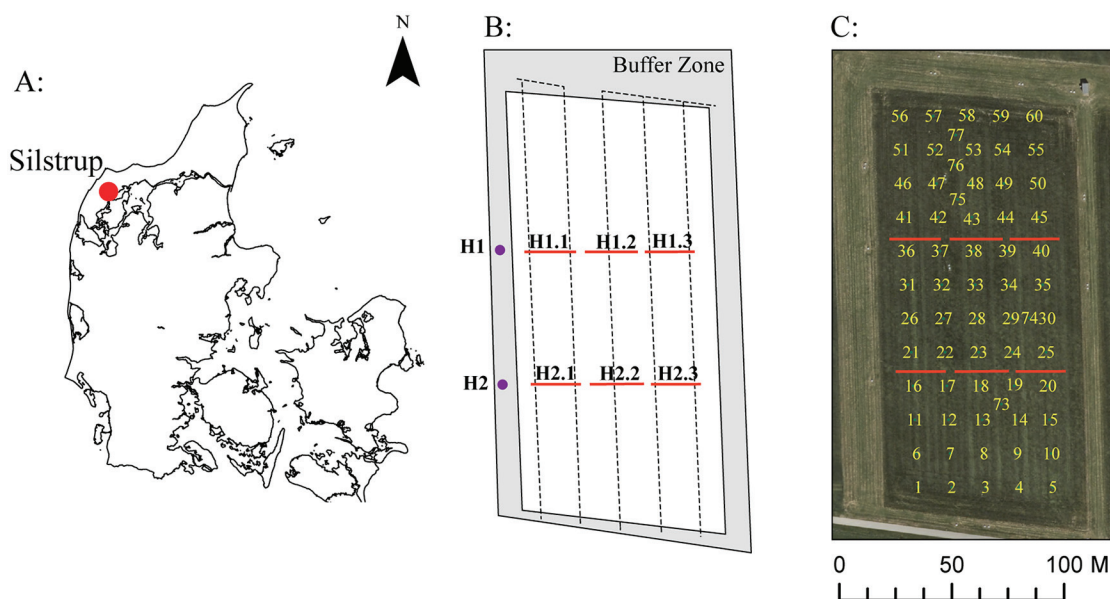 A:
Silstrup
N
B:
Buffer Zone
H1
H1.1 H1.2 H1.3
H2
H2.1 H2.2 H2.3
C:
56 57 58 59 60
77
51 52 53 54 55
76
46 47 48 49 50
75
41 42 43 44 45
36 37 38 39 40
31 32 33 34 35
26 27 28 29 74 30
21 22 23 24 25
16 17 18 19 20
73
11 12 13 14 15
6 7 8 9 10
1 2 3 4 5
0 50 100 M